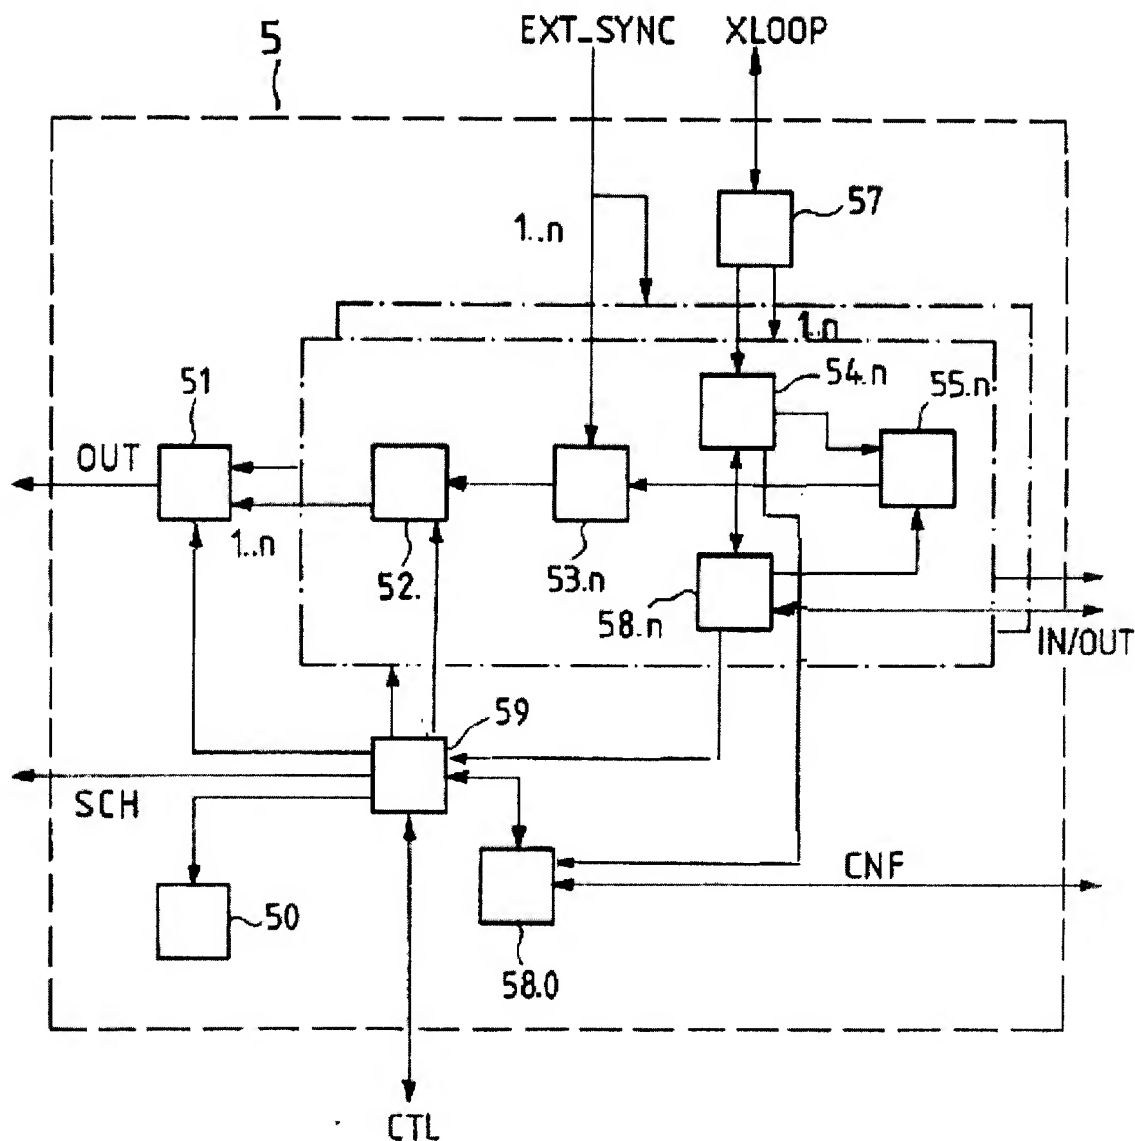 5
EXT_SYNC
XLOOP
57
1..n
1..n
54.n
55.n
51
OUT
1..n
52.
53.n
58.n
IN/OUT
59
SCH
CNF
50
58.0
CTL